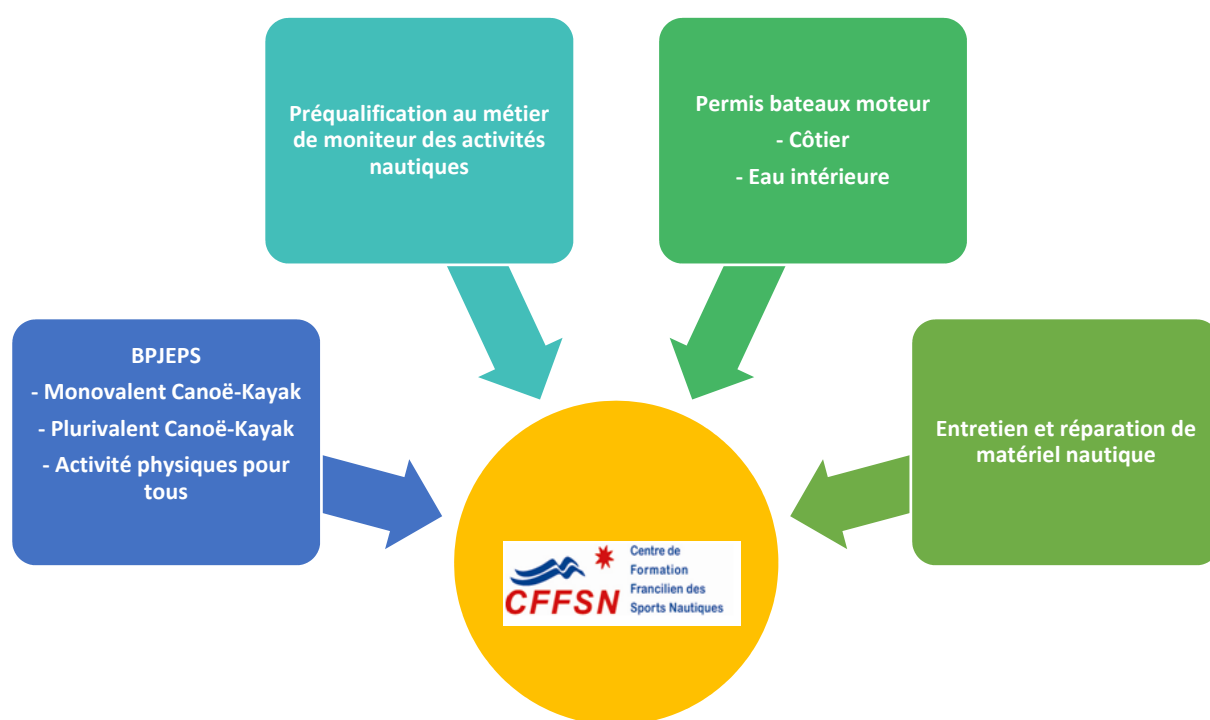 Préqualification au métier
de moniteur des activités
nautiques
Permis bateaux moteur
- Côtier
- Eau intérieure
BPJEPS
- Monovalent Canoë-Kayak
- Plurivalent Canoë-Kayak
- Activité physiques pour
tous
Entretien et réparation de
matériel nautique
CFFSN
Centre de
Formation
Francilien des
Sports Nautiques